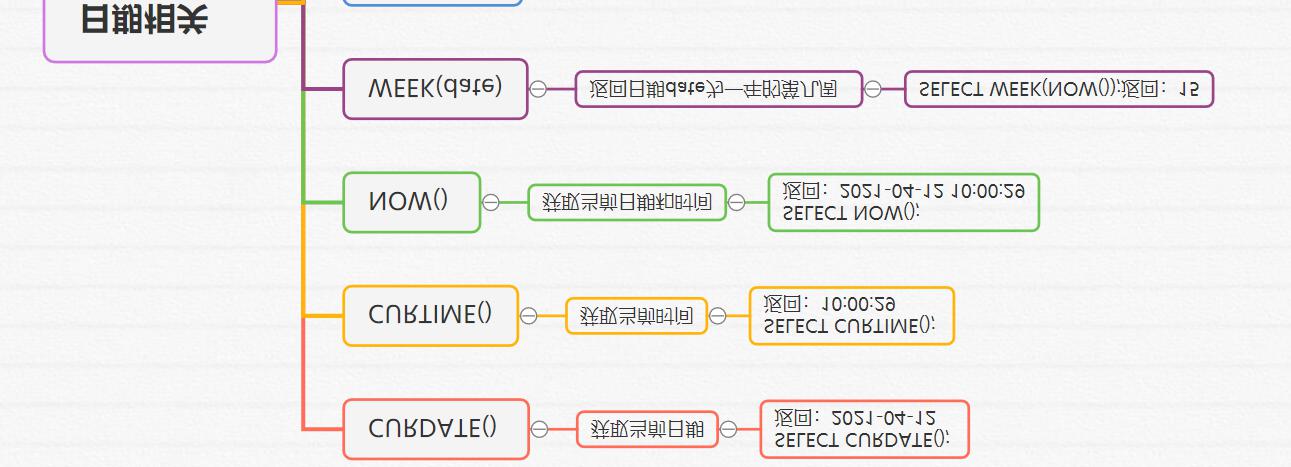 日期相关
CURDATE()
获取当前日期
SELECT CURDATE();
返回：2021-04-12
CURTIME()
获取当前时间
SELECT CURTIME();
返回：10:00:29
NOW()
获取当前日期和时间
SELECT NOW();
返回：2021-04-12 10:00:29
WEEK(date)
返回日期date为一年的第几周
SELECT WEEK(NOW());返回：15